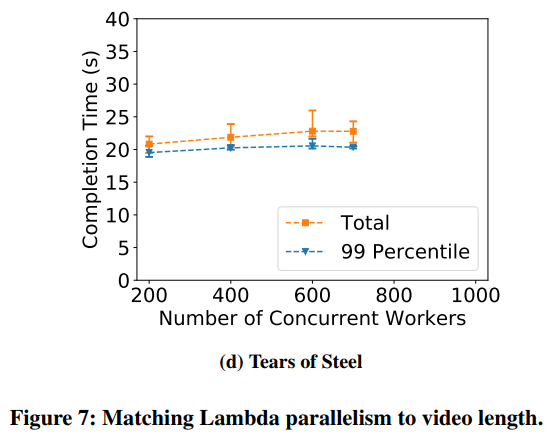 40
35
30
25
20
15
10
5
0
Completion Time (s)
Total
99 Percentile
200 400 600 800 1000
Number of Concurrent Workers
(d) Tears of Steel
Figure 7: Matching Lambda parallelism to video length.